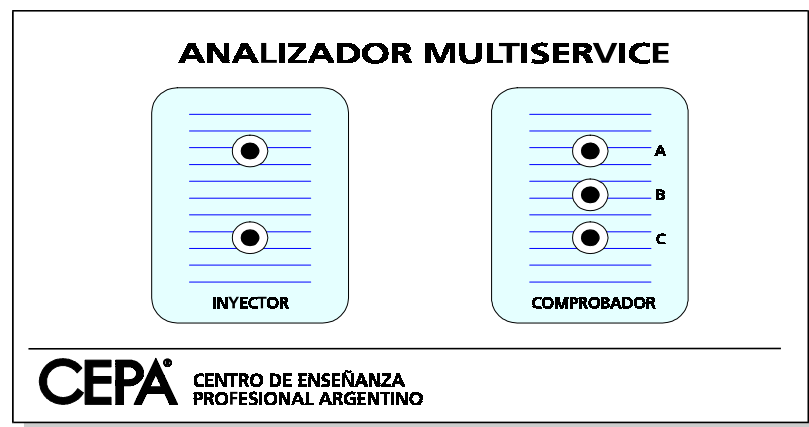 ANALIZADOR MULTISERVICE
A
B
C
INYECTOR
COMPROBADOR
CEPA®
CENTRO DE ENSEÑANZA
PROFESIONAL ARGENTINO